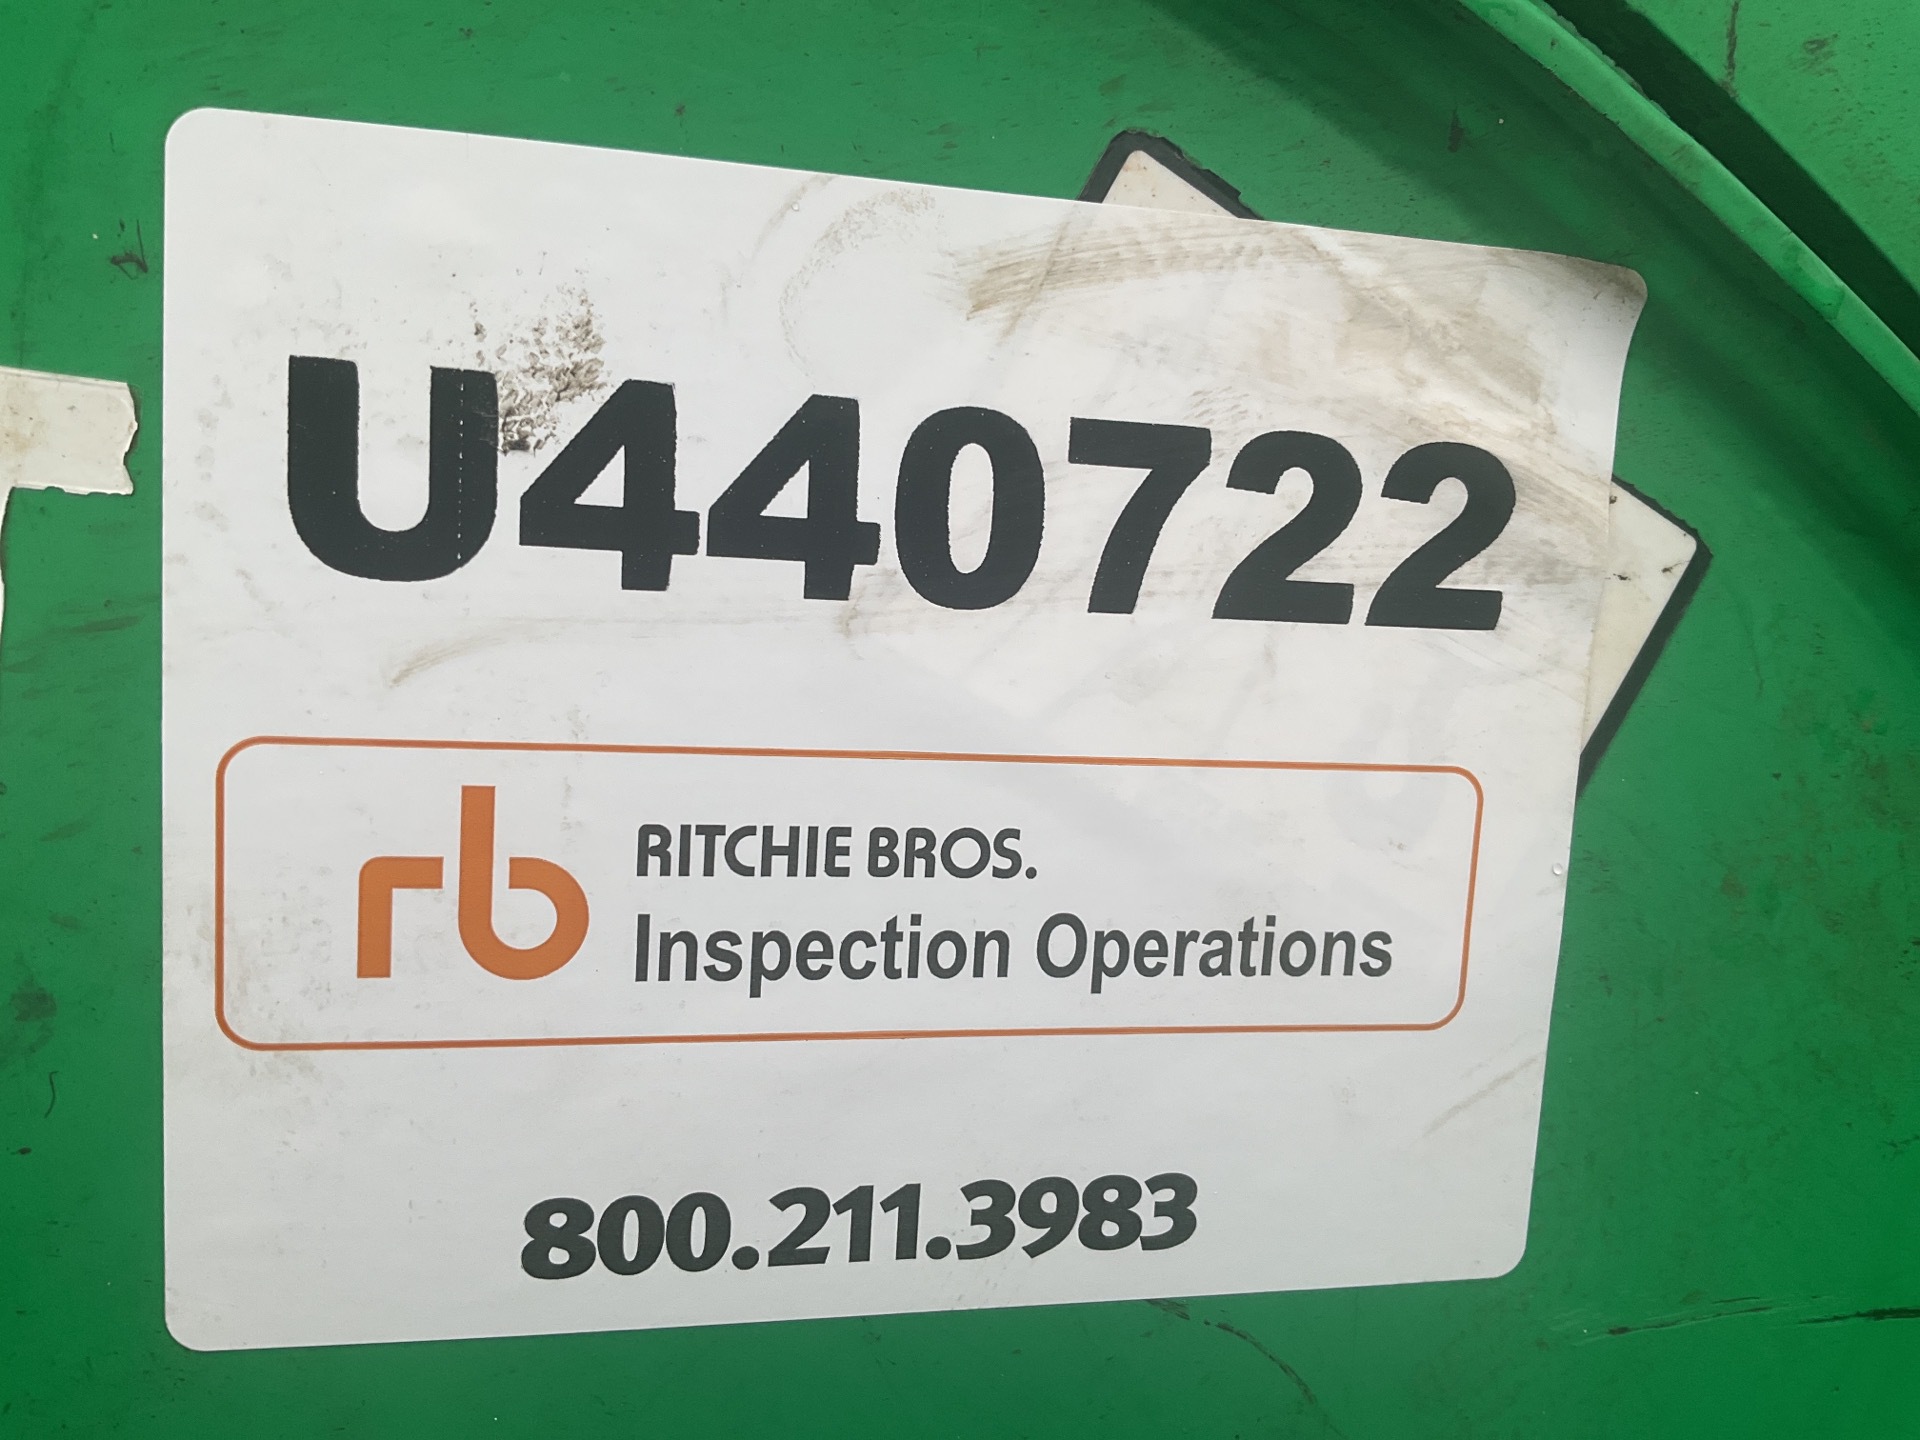 U440722
rb
RITCHIE BROS.
Inspection Operations
800.211.3983